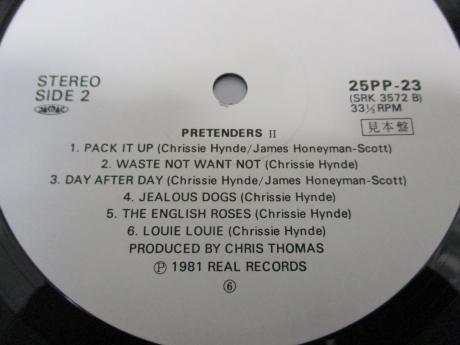 STEREO
SIDE 2
25PP-23
(SRK 3572 B)
33⅓ RPM
見本盤
PRETENDERS II
1. PACK IT UP (Chrissie Hynde/James Honeyman-Scott)
2. WASTE NOT WANT NOT (Chrissie Hynde)
3. DAY AFTER DAY (Chrissie Hynde/James Honeyman-Scott)
4. JEALOUS DOGS (Chrissie Hynde)
5. THE ENGLISH ROSES (Chrissie Hynde)
6. LOUIE LOUIE (Chrissie Hynde)
PRODUCED BY CHRIS THOMAS
℗ 1981 REAL RECORDS
⑥